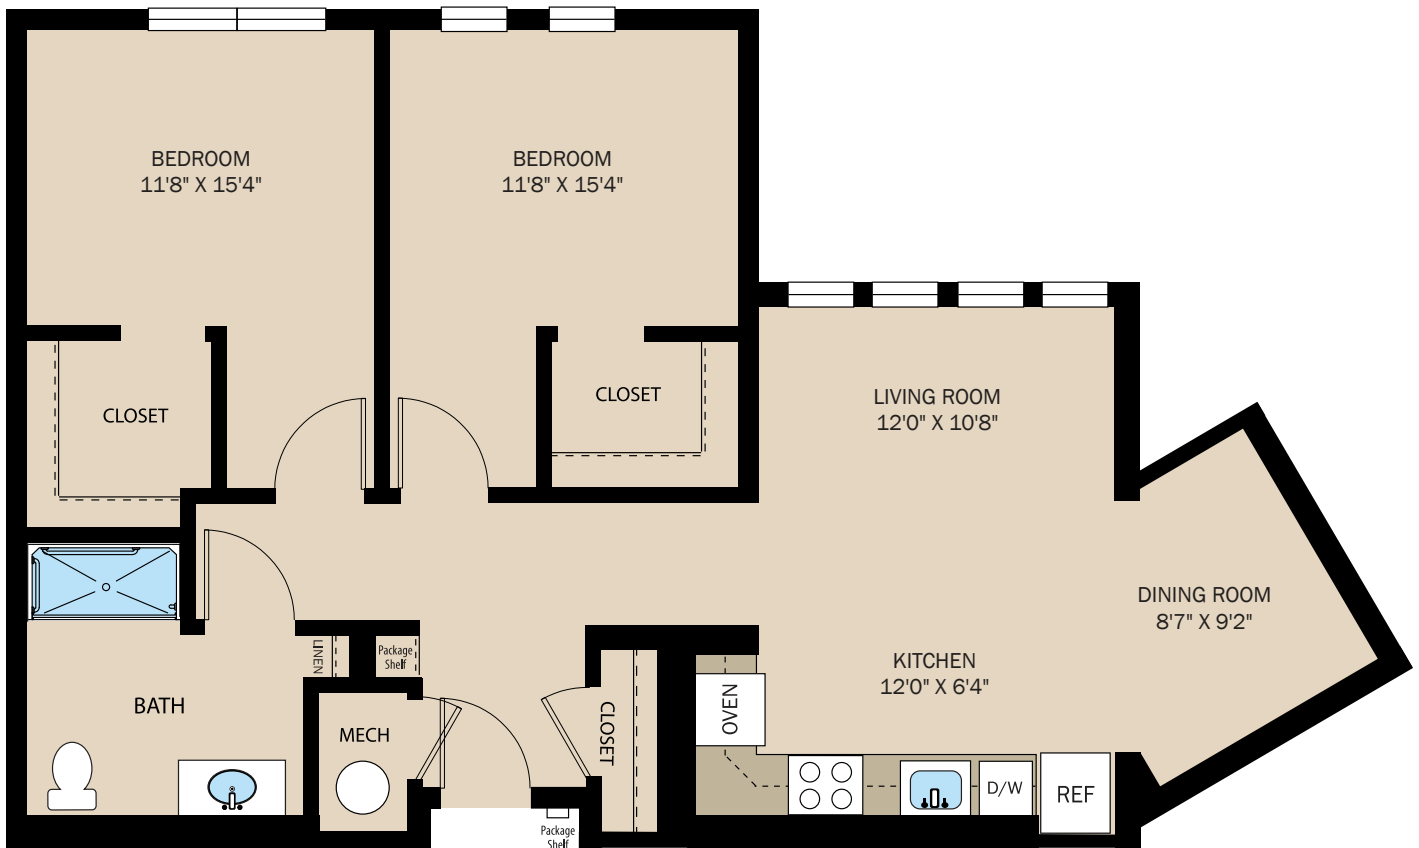 BEDROOM
11'8" X 15'4"
BEDROOM
11'8" X 15'4"
CLOSET
CLOSET
LIVING ROOM
12'0" X 10'8"
DINING ROOM
8'7" X 9'2"
KITCHEN
12'0" X 6'4"
LINEN
Package
Shelf
BATH
MECH
CLOSET
OVEN
D/W
REF
Package
Shelf